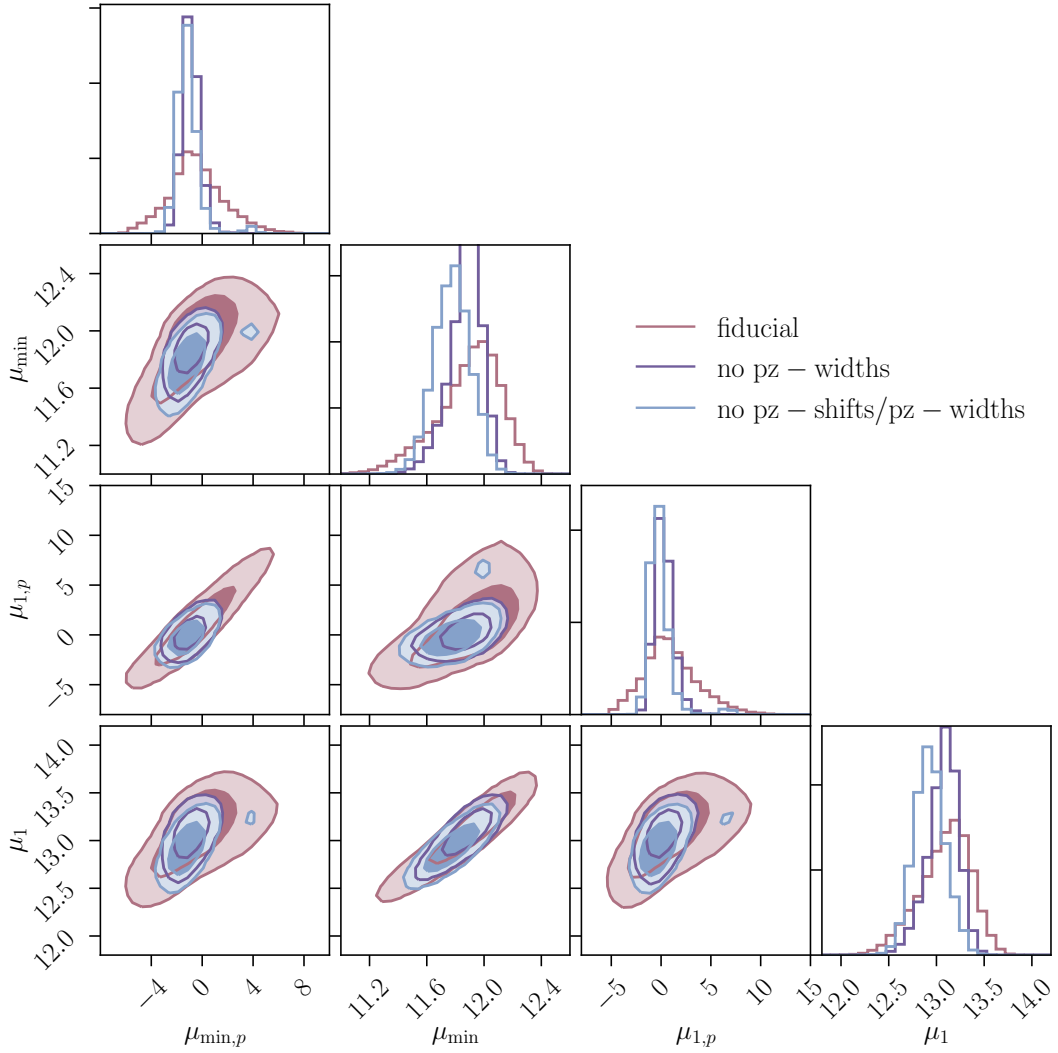 12.4
12.0
11.6
11.2
μmin
fiducial
no pz − widths
no pz − shifts/pz − widths
15
10
5
0
−5
μ1,p
14.0
13.5
13.0
12.5
12.0
μ1
−4 0 4 8
11.2 11.6 12.0 12.4
−5 0 5 10 15
12.0 12.5 13.0 13.5 14.0
μmin,p μmin μ1,p μ1